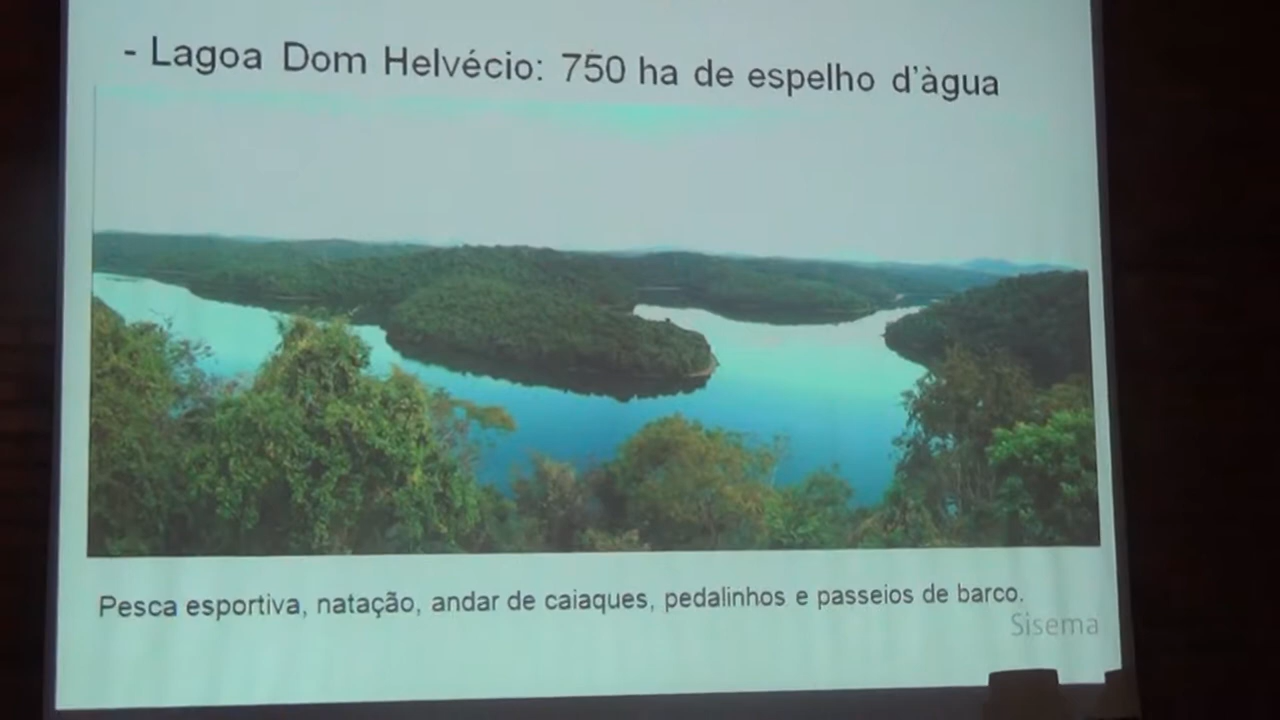 - Lagoa Dom Helvécio: 750 ha de espelho d'àgua
Pesca esportiva, natação, andar de caiaques, pedalinhos e passeios de barco.
Sisema